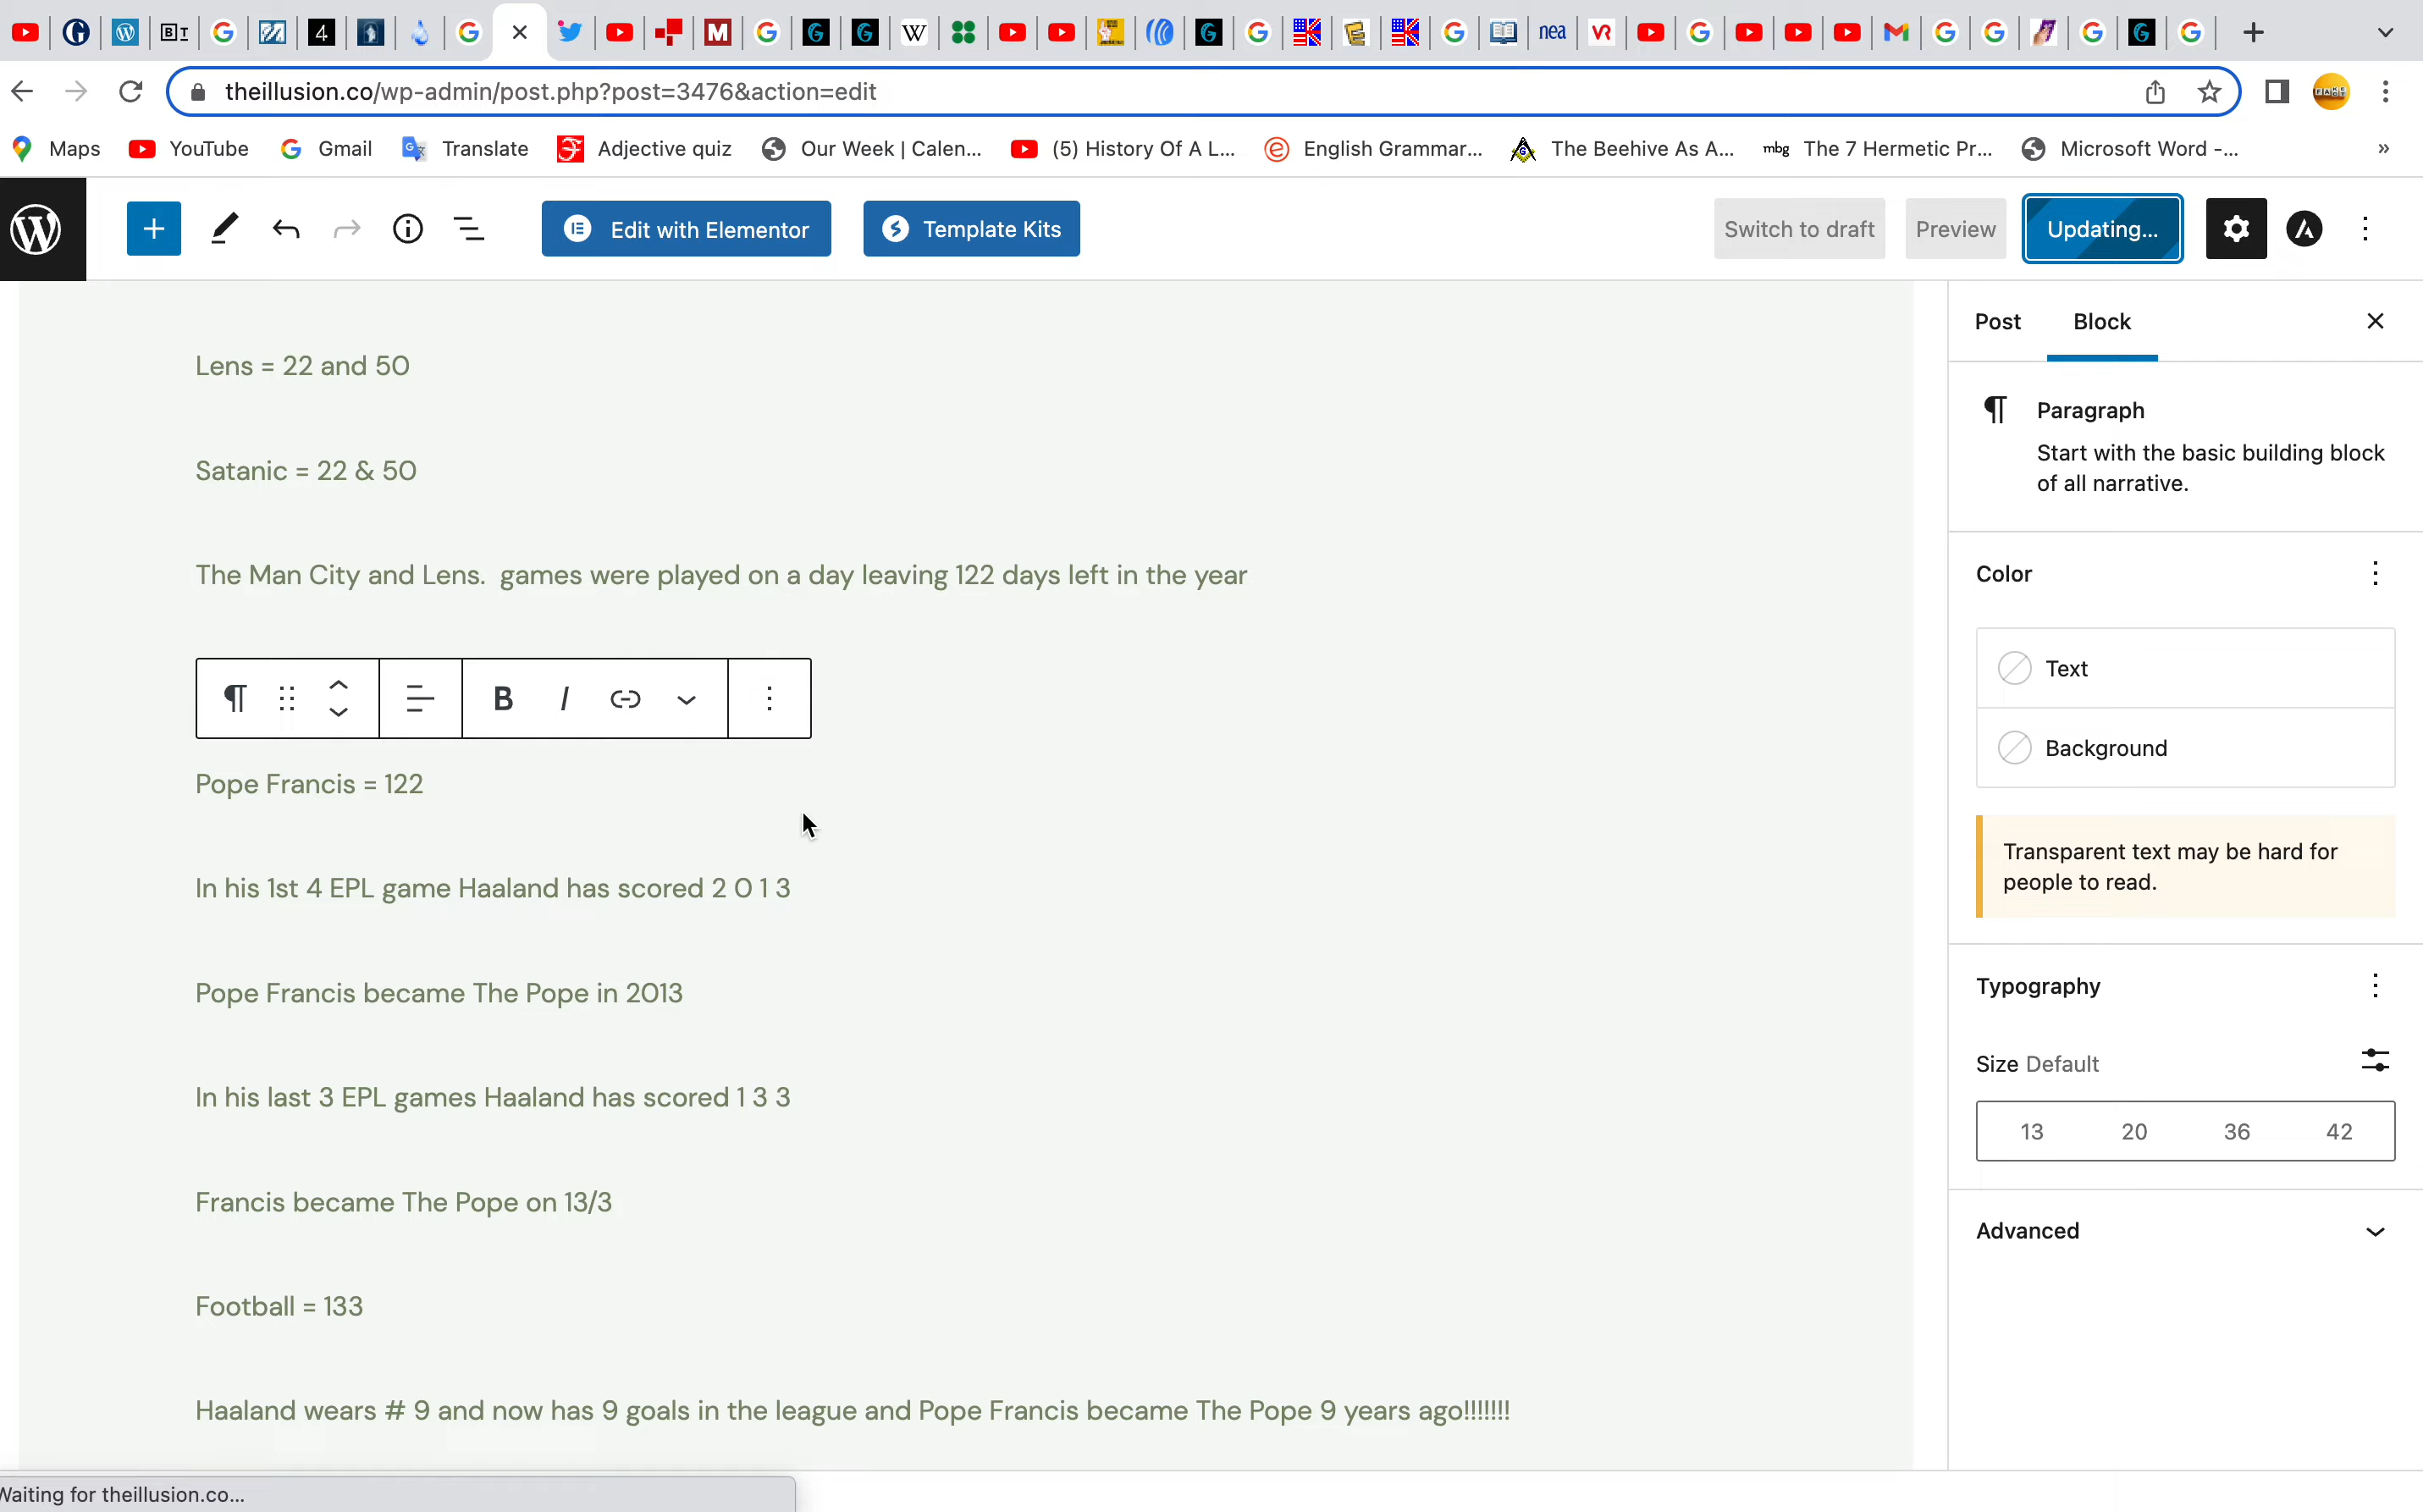 theillusion.co/wp-admin/post.php?post=3476&action=edit
Maps YouTube Gmail Translate Adjective quiz Our Week | Calen... (5) History Of A L... English Grammar... The Beehive As A... mbg The 7 Hermetic Pr... Microsoft Word -... »
Edit with Elementor Template Kits Switch to draft Preview Updating...
Post Block
Lens = 22 and 50
Paragraph
Start with the basic building block
of all narrative.
Satanic = 22 & 50
The Man City and Lens.  games were played on a day leaving 122 days left in the year
Color
Text
Background
B I
Pope Francis = 122
Transparent text may be hard for
people to read.
In his 1st 4 EPL game Haaland has scored 2 0 1 3
Pope Francis became The Pope in 2013
Typography
Size Default
In his last 3 EPL games Haaland has scored 1 3 3
13 20 36 42
Francis became The Pope on 13/3
Advanced
Football = 133
Haaland wears # 9 and now has 9 goals in the league and Pope Francis became The Pope 9 years ago!!!!!!!
Waiting for theillusion.co...